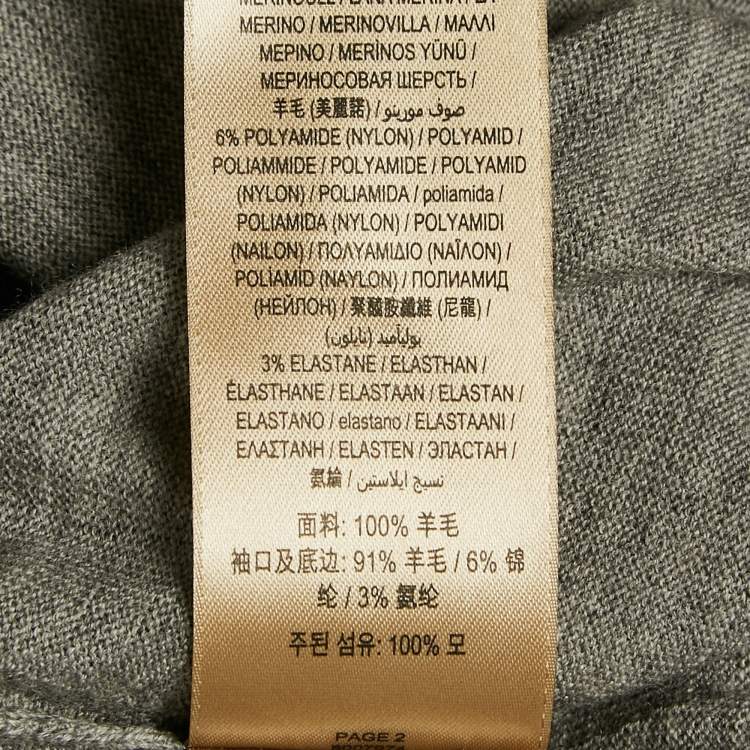 MERINO / MERINOVILLA / ΜΑΛΛΙ
ΜΕΡΙΝΟ / MERİNOS YÜNÜ /
МЕРИНОСОВАЯ ШЕРСТЬ /
羊毛 (美麗諾) / صوف مورينو
6% POLYAMIDE (NYLON) / POLYAMID /
POLIAMMIDE / POLYAMIDE / POLYAMID
(NYLON) / POLIAMIDA / poliamida /
POLIAMIDA (NYLON) / POLYAMIDI
(NAILON) / ΠΟΛΥΑΜΙΔΙΟ (ΝΑΪΛΟΝ) /
POLİAMİD (NAYLON) / ПОЛИАМИД
(НЕЙЛОН) / 聚醯胺纖維 (尼龍) /
بولياميد (نايلون)
3% ELASTANE / ELASTHAN /
ÉLASTHANE / ELASTAAN / ELASTAN /
ELASTANO / elastano / ELASTAANI /
ΕΛΑΣΤΑΝΗ / ELASTEN / ЭЛАСТАН /
氨綸 / نسيج ايلاستين
面料: 100% 羊毛
袖口及底边: 91% 羊毛 / 6% 锦
纶 / 3% 氨纶
주된 섬유: 100% 모
PAGE 2